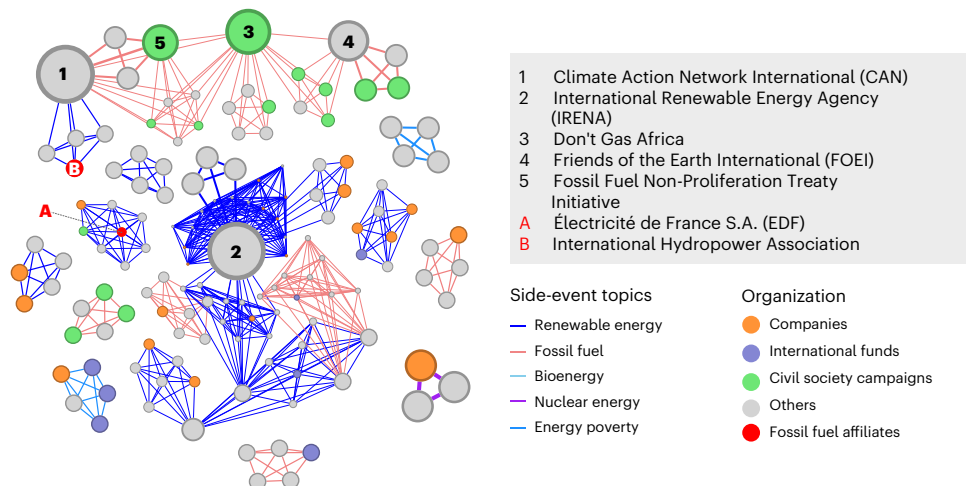 1
5
3
4
B
A
2
1 Climate Action Network International (CAN)
2 International Renewable Energy Agency
(IRENA)
3 Don't Gas Africa
4 Friends of the Earth International (FOEI)
5 Fossil Fuel Non-Proliferation Treaty
Initiative
A Électricité de France S.A. (EDF)
B International Hydropower Association
Side-event topics
Renewable energy
Fossil fuel
Bioenergy
Nuclear energy
Energy poverty
Organization
Companies
International funds
Civil society campaigns
Others
Fossil fuel affiliates